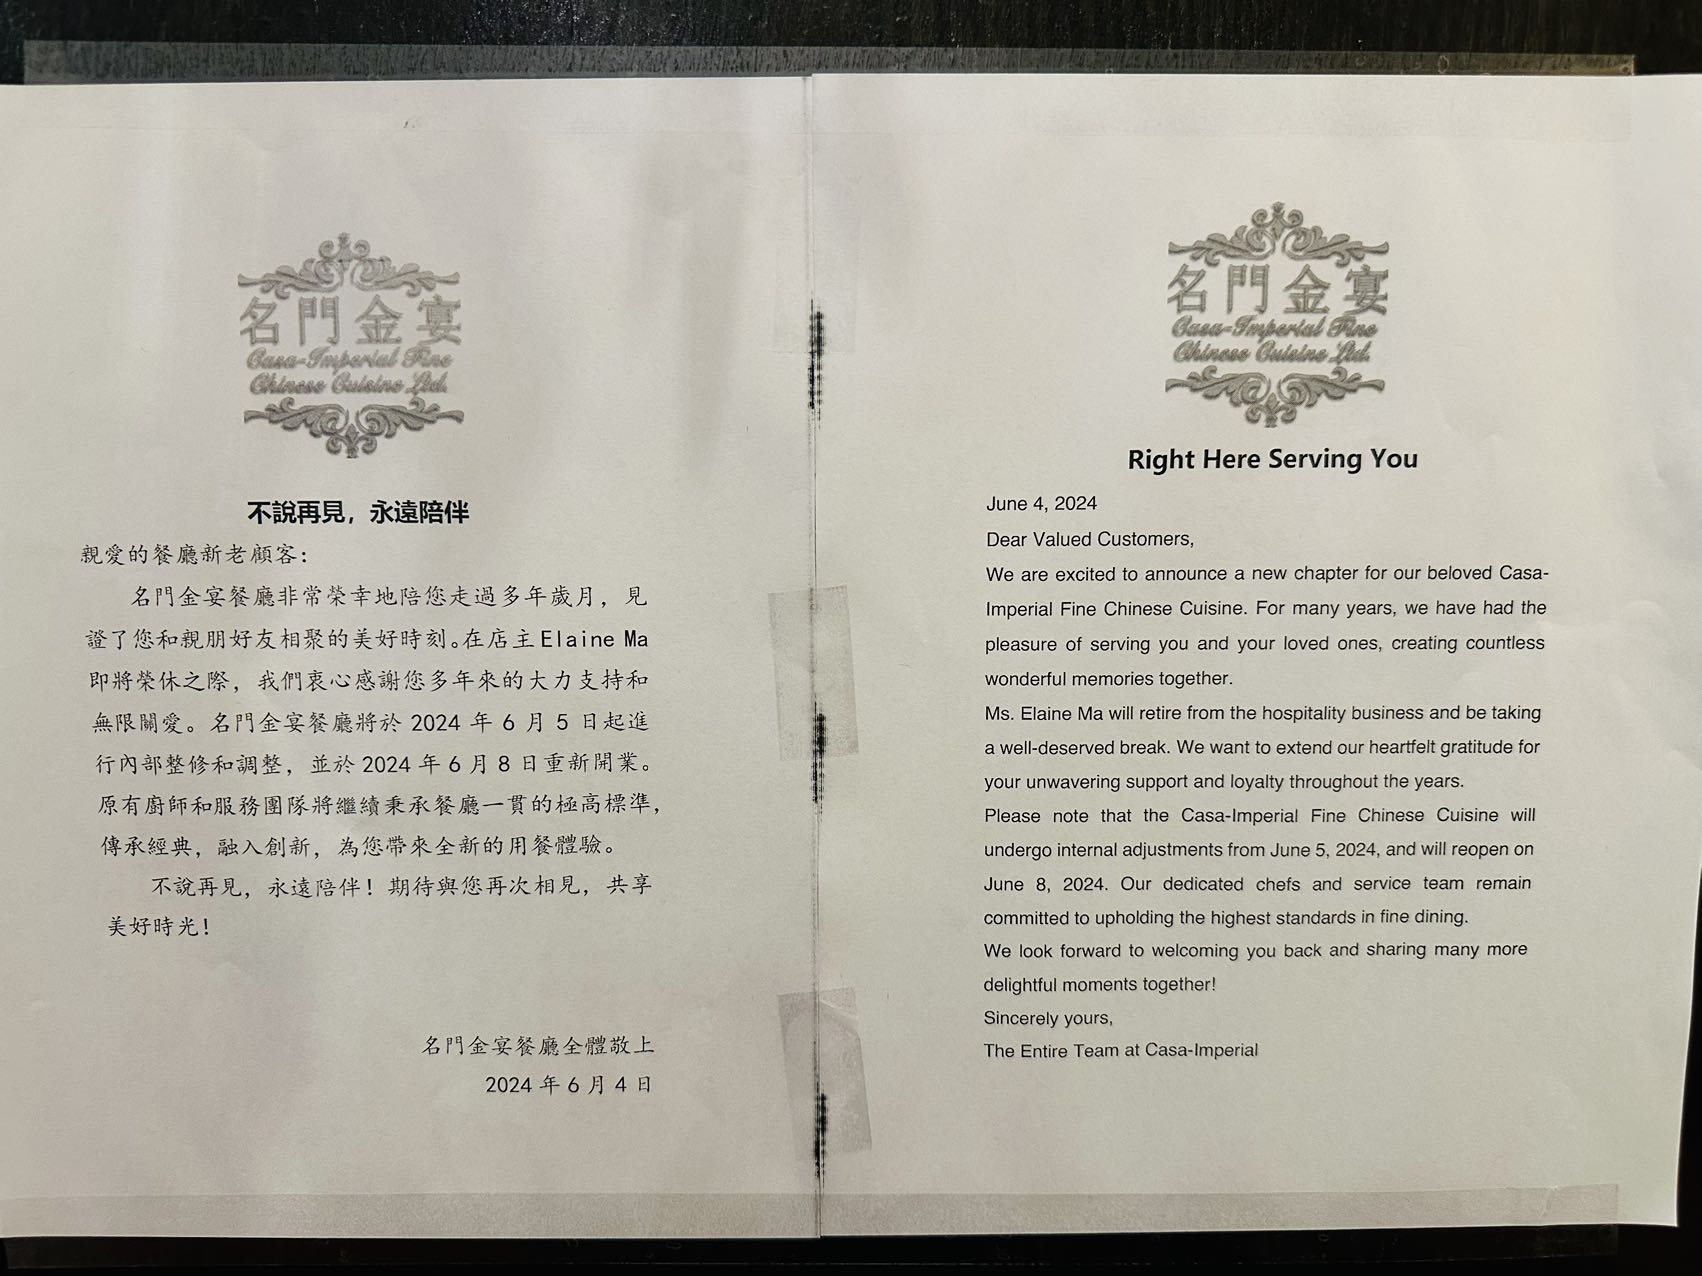 名門金宴
Casa-Imperial Fine
Chinese Cuisine Ltd.
不說再見，永遠陪伴
親愛的餐廳新老顧客：
名門金宴餐廳非常榮幸地陪您走過多年歲月，見
證了您和親朋好友相聚的美好時刻。在店主Elaine Ma
即將榮休之際，我們衷心感謝您多年來的大力支持和
無限關愛。名門金宴餐廳將於 2024 年 6 月 5 日起進
行內部整修和調整，並於 2024 年 6 月 8 日重新開業。
原有廚師和服務團隊將繼續秉承餐廳一貫的極高標準，
傳承經典，融入創新，為您帶來全新的用餐體驗。
不說再見，永遠陪伴！期待與您再次相見，共享
美好時光！
名門金宴餐廳全體敬上
2024 年 6 月 4 日
名門金宴
Casa-Imperial Fine
Chinese Cuisine Ltd.
Right Here Serving You
June 4, 2024
Dear Valued Customers,
We are excited to announce a new chapter for our beloved Casa-
Imperial Fine Chinese Cuisine. For many years, we have had the
pleasure of serving you and your loved ones, creating countless
wonderful memories together.
Ms. Elaine Ma will retire from the hospitality business and be taking
a well-deserved break. We want to extend our heartfelt gratitude for
your unwavering support and loyalty throughout the years.
Please note that the Casa-Imperial Fine Chinese Cuisine will
undergo internal adjustments from June 5, 2024, and will reopen on
June 8, 2024. Our dedicated chefs and service team remain
committed to upholding the highest standards in fine dining.
We look forward to welcoming you back and sharing many more
delightful moments together!
Sincerely yours,
The Entire Team at Casa-Imperial